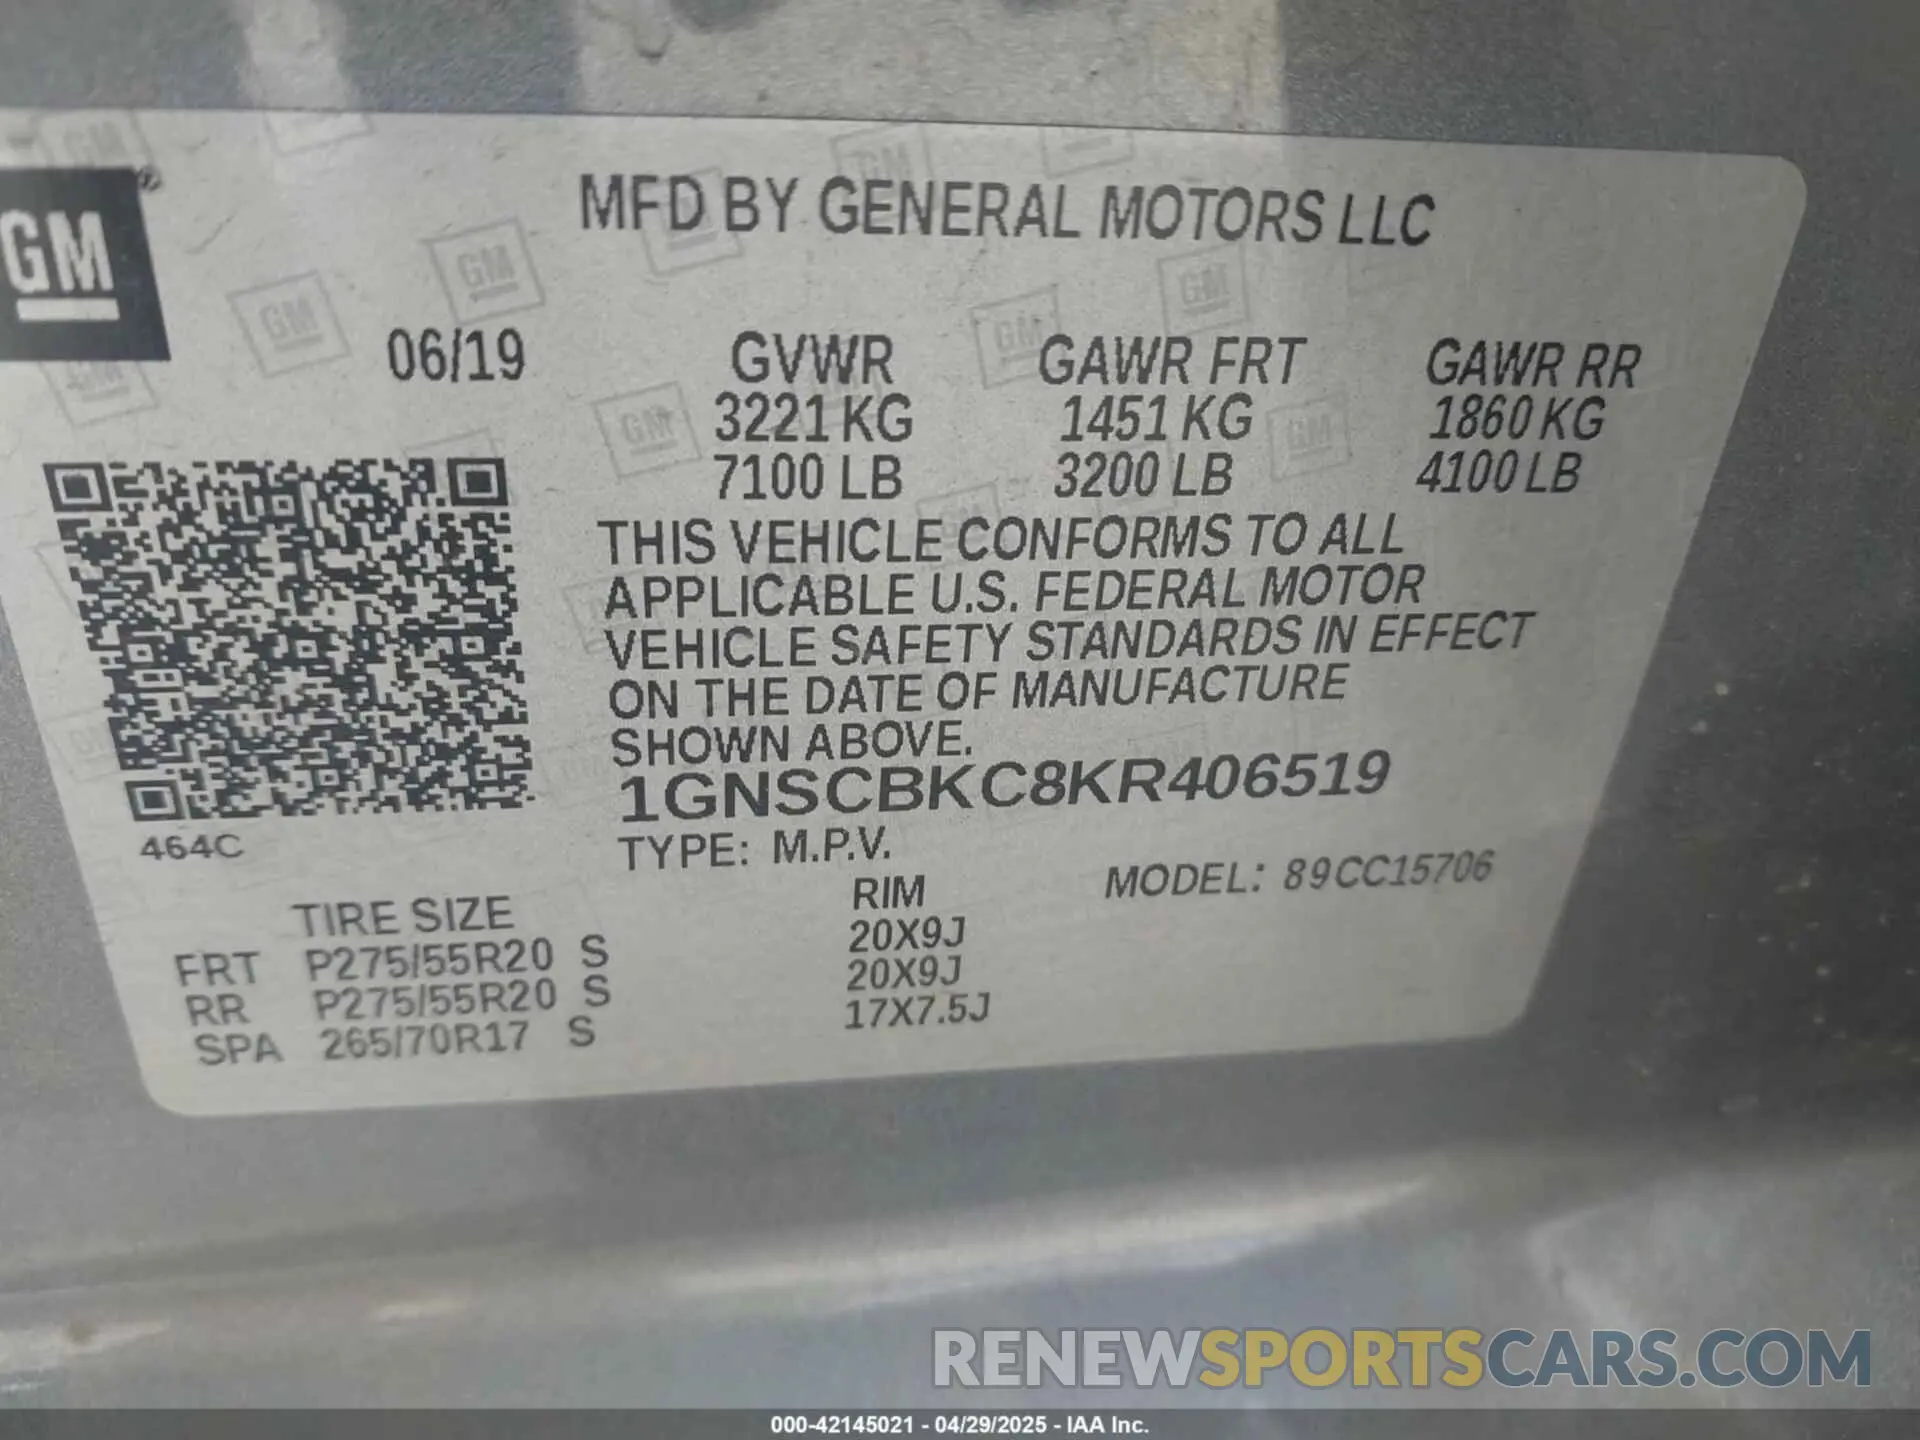 MFD BY GENERAL MOTORS LLC
GM
06/19 GVWR GAWR FRT GAWR RR
3221 KG 1451 KG 1860 KG
7100 LB 3200 LB 4100 LB
THIS VEHICLE CONFORMS TO ALL
APPLICABLE U.S. FEDERAL MOTOR
VEHICLE SAFETY STANDARDS IN EFFECT
ON THE DATE OF MANUFACTURE
SHOWN ABOVE.
1GNSCBKC8KR406519
464C
TYPE: M.P.V. MODEL: 89CC15706
TIRE SIZE RIM
FRT P275/55R20 S 20X9J
RR P275/55R20 S 20X9J
SPA 265/70R17 S 17X7.5J
RENEWSPORTSCARS.COM
000-42145021 - 04/29/2025 - IAA Inc.